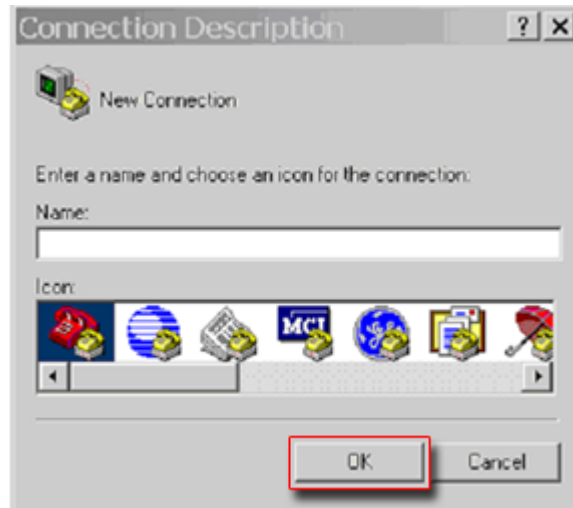 Connection Description
New Connection
Enter a name and choose an icon for the connection:
Name:
Icon:
MCI
OK
Cancel